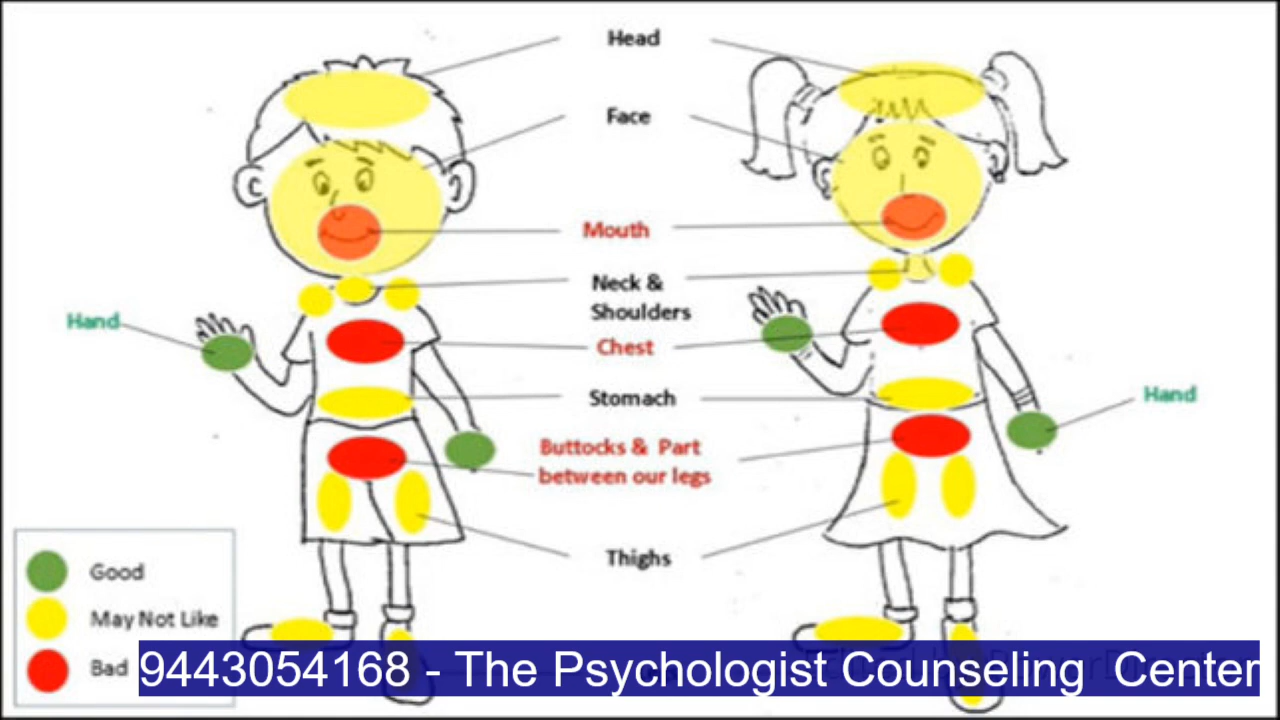 Head
Face
Mouth
Neck &
Shoulders
Hand
Chest
Stomach
Hand
Buttocks & Part
between our legs
Thighs
Good
May Not Like
Bad
9443054168 - The Psychologist Counseling Center